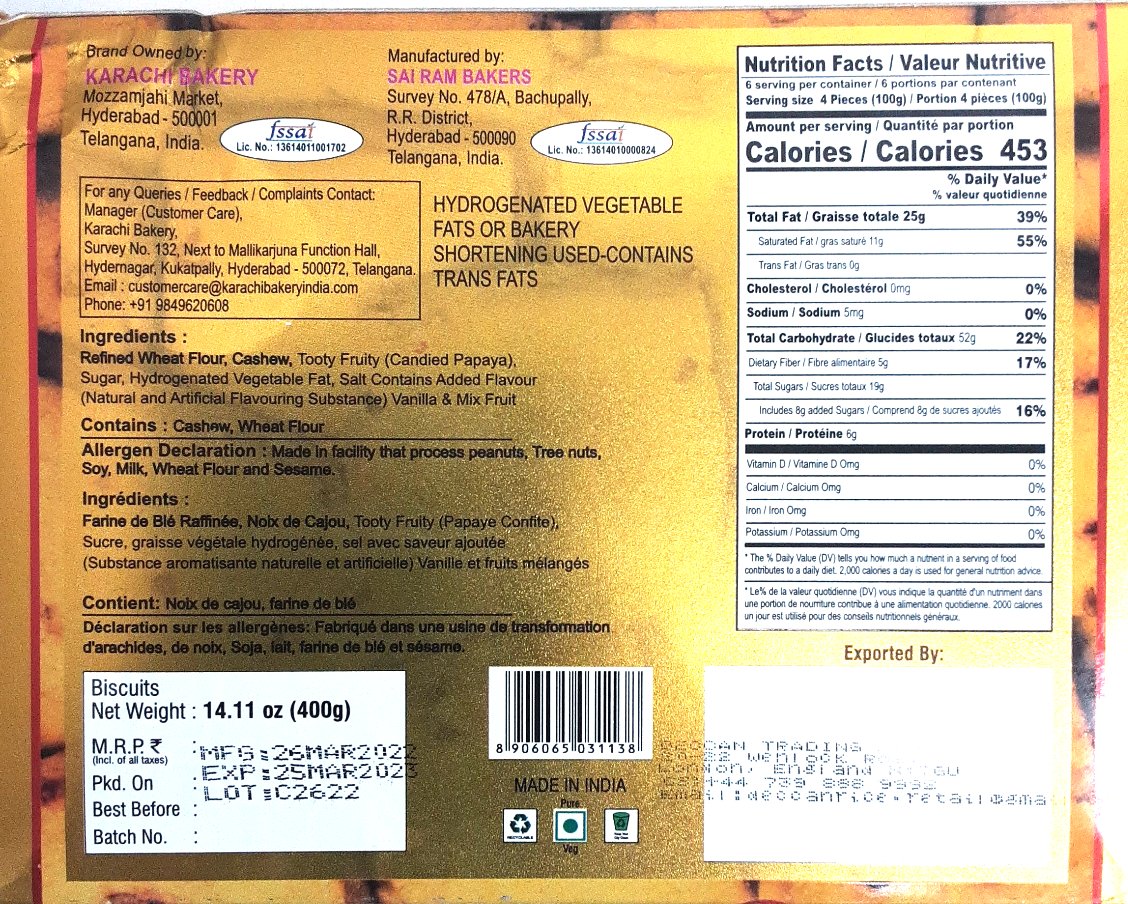 Brand Owned by:
KARACHI BAKERY
Mozzamjahi Market,
Hyderabad - 500001
Telangana, India.
fssai
Lic. No.: 13614011001702
Manufactured by:
SAI RAM BAKERS
Survey No. 478/A, Bachupally,
R.R. District,
Hyderabad - 500090
Telangana, India.
fssai
Lic. No.: 13614010000824
For any Queries / Feedback / Complaints Contact:
Manager (Customer Care),
Karachi Bakery,
Survey No. 132, Next to Mallikarjuna Function Hall,
Hydernagar, Kukatpally, Hyderabad - 500072, Telangana.
Email : customercare@karachibakeryindia.com
Phone: +91 9849620608
HYDROGENATED VEGETABLE
FATS OR BAKERY
SHORTENING USED-CONTAINS
TRANS FATS
Ingredients :
Refined Wheat Flour, Cashew, Tooty Fruity (Candied Papaya),
Sugar, Hydrogenated Vegetable Fat, Salt Contains Added Flavour
(Natural and Artificial Flavouring Substance) Vanilla & Mix Fruit
Contains : Cashew, Wheat Flour
Allergen Declaration : Made in facility that process peanuts, Tree nuts,
Soy, Milk, Wheat Flour and Sesame.
Ingrédients :
Farine de Blé Raffinée, Noix de Cajou, Tooty Fruity (Papaye Confite),
Sucre, graisse végétale hydrogénée, sel avec saveur ajoutée
(Substance aromatisante naturelle et artificielle) Vanille et fruits mélangés
Contient: Noix de cajou, farine de blé
Déclaration sur les allergènes: Fabriqué dans une usine de transformation
d'arachides, de noix, Soja, lait, farine de blé et sésame.
Biscuits
Net Weight : 14.11 oz (400g)
M.R.P. ₹ :
(Incl. of all taxes)
Pkd. On :
Best Before :
Batch No. :
MFG:26MAR2022
EXP:25MAR2023
LOT:C2622
8 906065 031138
MADE IN INDIA
RECYCLABLE
Pure
Veg
Nutrition Facts / Valeur Nutritive
6 serving per container / 6 portions par contenant
Serving size 4 Pieces (100g) / Portion 4 pièces (100g)
Amount per serving / Quantité par portion
Calories / Calories 453
% Daily Value*
% valeur quotidienne
Total Fat / Graisse totale 25g 39%
Saturated Fat / gras saturé 11g 55%
Trans Fat / Gras trans 0g
Cholesterol / Cholestérol 0mg 0%
Sodium / Sodium 5mg 0%
Total Carbohydrate / Glucides totaux 52g 22%
Dietary Fiber / Fibre alimentaire 5g 17%
Total Sugars / Sucres totaux 19g
Includes 8g added Sugars / Comprend 8g de sucres ajoutés 16%
Protein / Protéine 6g
Vitamin D / Vitamine D 0mg 0%
Calcium / Calcium 0mg 0%
Iron / Iron 0mg 0%
Potassium / Potassium 0mg 0%
* The % Daily Value (DV) tells you how much a nutrient in a serving of food
contributes to a daily diet. 2,000 calories a day is used for general nutrition advice.
* Le% de la valeur quotidienne (DV) vous indique la quantité d'un nutriment dans
une portion de nourriture contribue à une alimentation quotidienne. 2000 calories
un jour est utilisé pour des conseils nutritionnels généraux.
Exported By:
TRADING
London, England